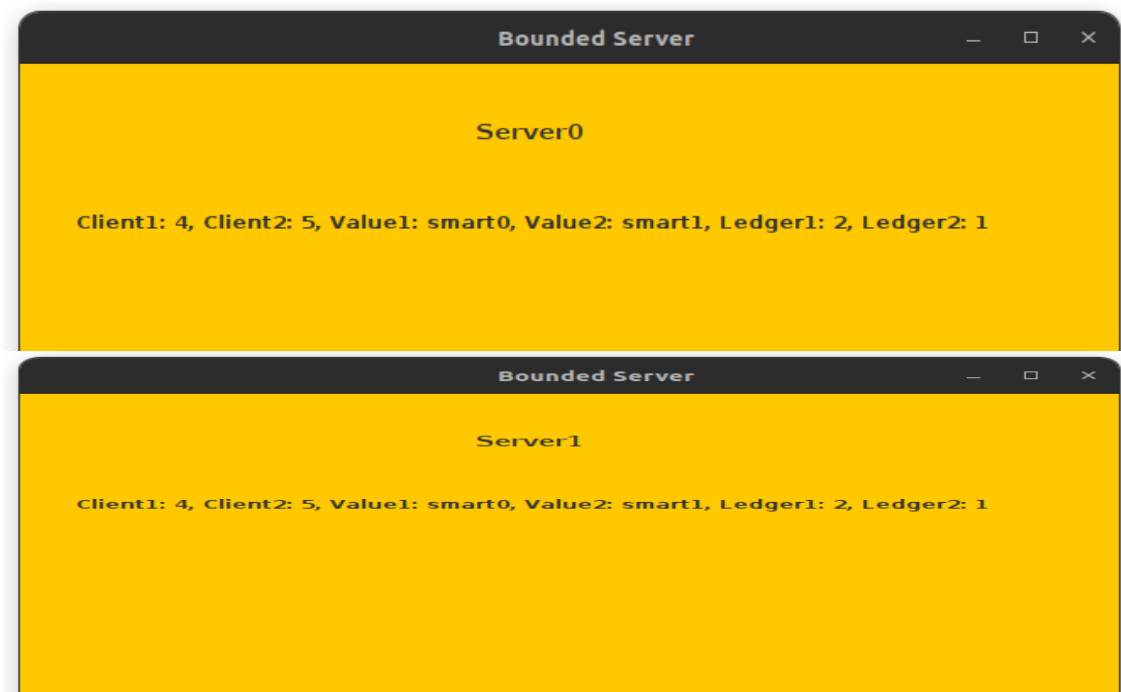 Bounded Server
Server0
Client1: 4, Client2: 5, Value1: smart0, Value2: smart1, Ledger1: 2, Ledger2: 1
Bounded Server
Server1
Client1: 4, Client2: 5, Value1: smart0, Value2: smart1, Ledger1: 2, Ledger2: 1